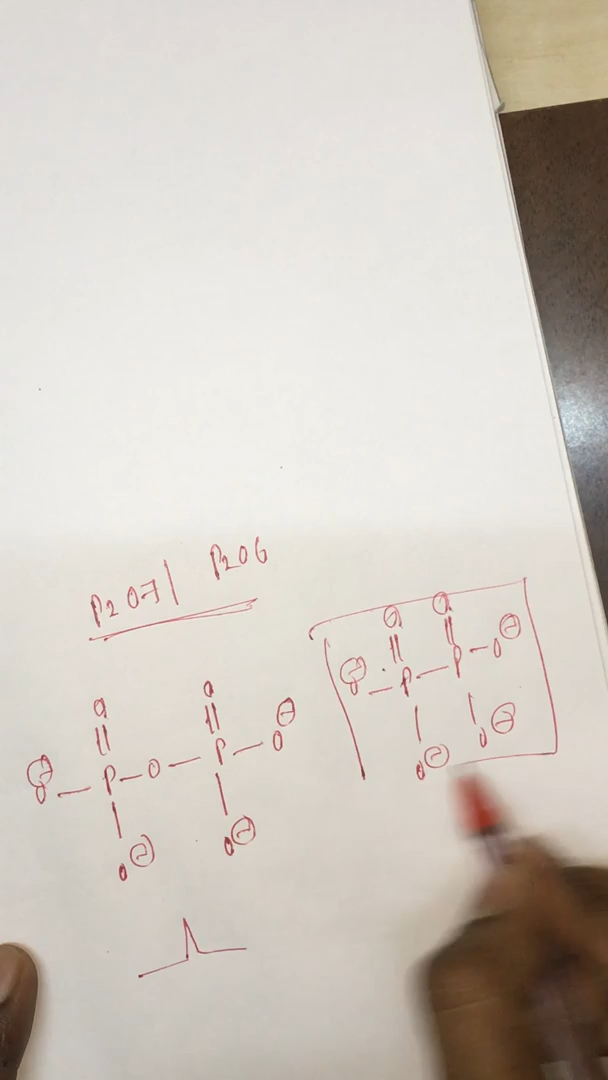 P2O7 | P2O6
O O
|| ||
⊖O — P — O — P — O⊖
| |
O⊖ O⊖
O O
|| ||
⊖O — P — P — O⊖
| |
O⊖ O⊖